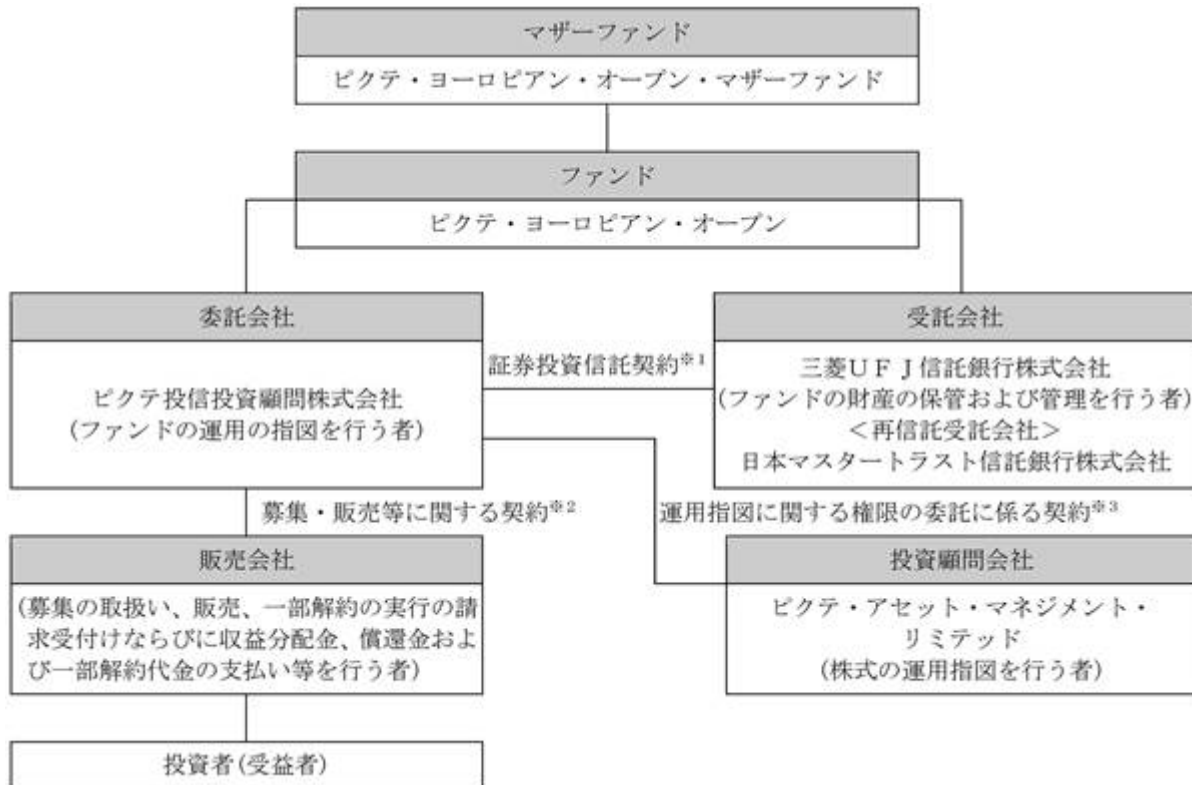 マザーファンド
ピクテ・ヨーロピアン・オープン・マザーファンド
ファンド
ピクテ・ヨーロピアン・オープン
委託会社
ピクテ投信投資顧問株式会社
(ファンドの運用の指図を行う者)
証券投資信託契約※1
受託会社
三菱UFJ信託銀行株式会社
(ファンドの財産の保管および管理を行う者)
<再信託受託会社>
日本マスタートラスト信託銀行株式会社
募集・販売等に関する契約※2
運用指図に関する権限の委託に係る契約※3
販売会社
(募集の取扱い、販売、一部解約の実行の請
求受付けならびに収益分配金、償還金およ
び一部解約代金の支払い等を行う者)
投資顧問会社
ピクテ・アセット・マネジメント・
リミテッド
(株式の運用指図を行う者)
投資者(受益者)